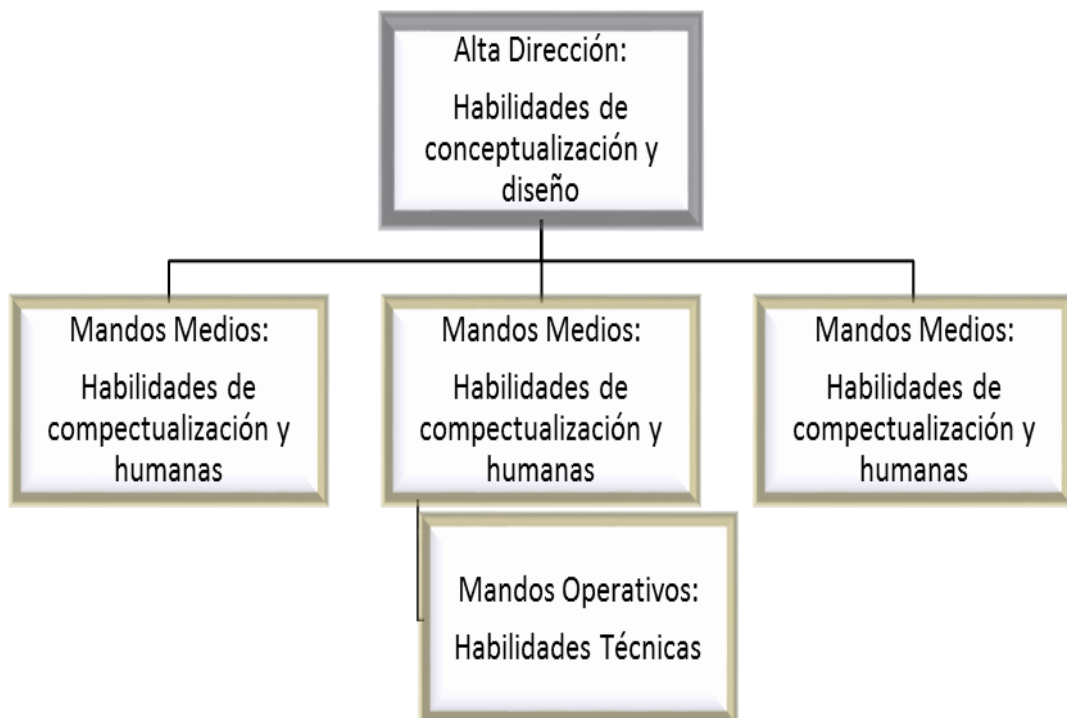 Alta Dirección:
Habilidades de
conceptualización y
diseño
Mandos Medios:
Habilidades de
compectualización y
humanas
Mandos Medios:
Habilidades de
compectualización y
humanas
Mandos Medios:
Habilidades de
compectualización y
humanas
Mandos Operativos:
Habilidades Técnicas